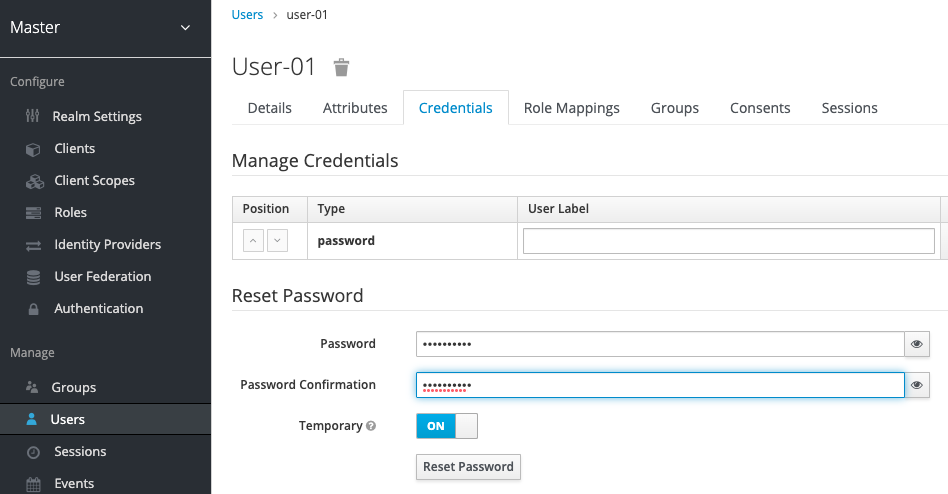 Master
Configure
Realm Settings
Clients
Client Scopes
Roles
Identity Providers
User Federation
Authentication
Manage
Groups
Users
Sessions
Events
Users > user-01
User-01
Details Attributes Credentials Role Mappings Groups Consents Sessions
Manage Credentials
Position Type User Label
password
Reset Password
Password ••••••••••
Password Confirmation ••••••••••
Temporary ON
Reset Password